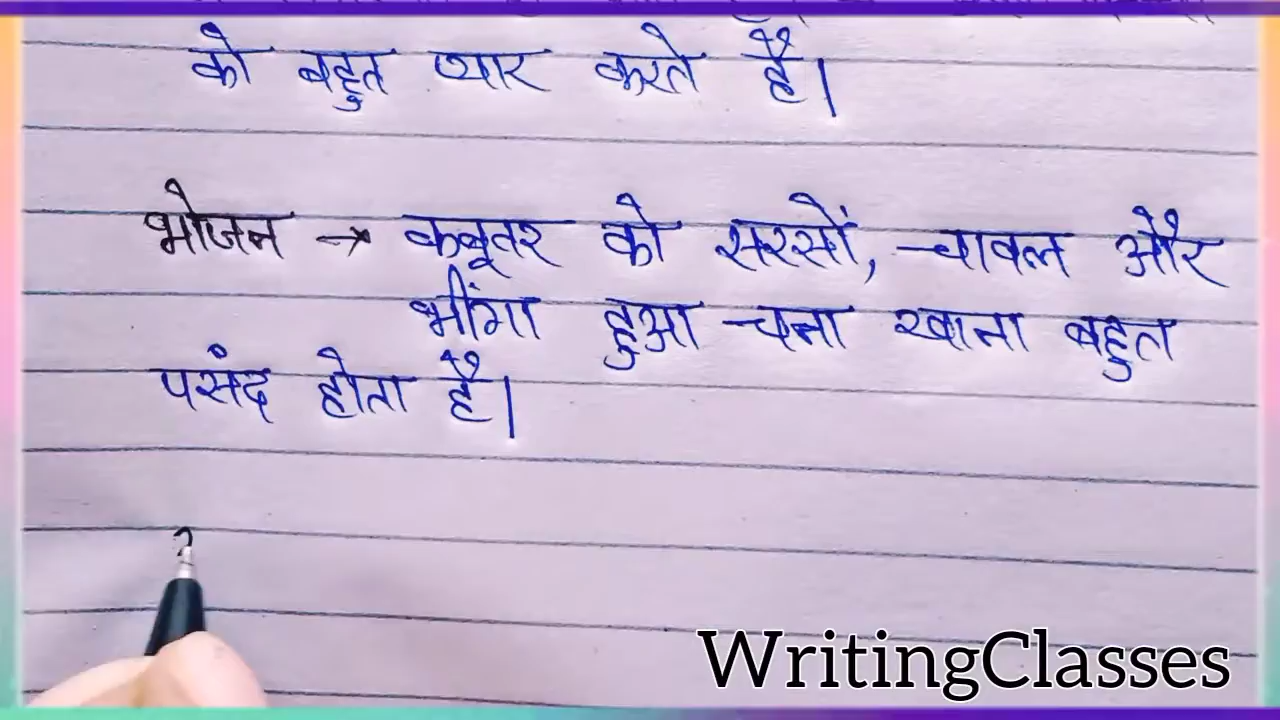 को बहुत प्यार करते है।
भोजन → कबूतर को सरसों, चावल और
भींगा हुआ चना खाना बहुत
पसंद होता है।
WritingClasses